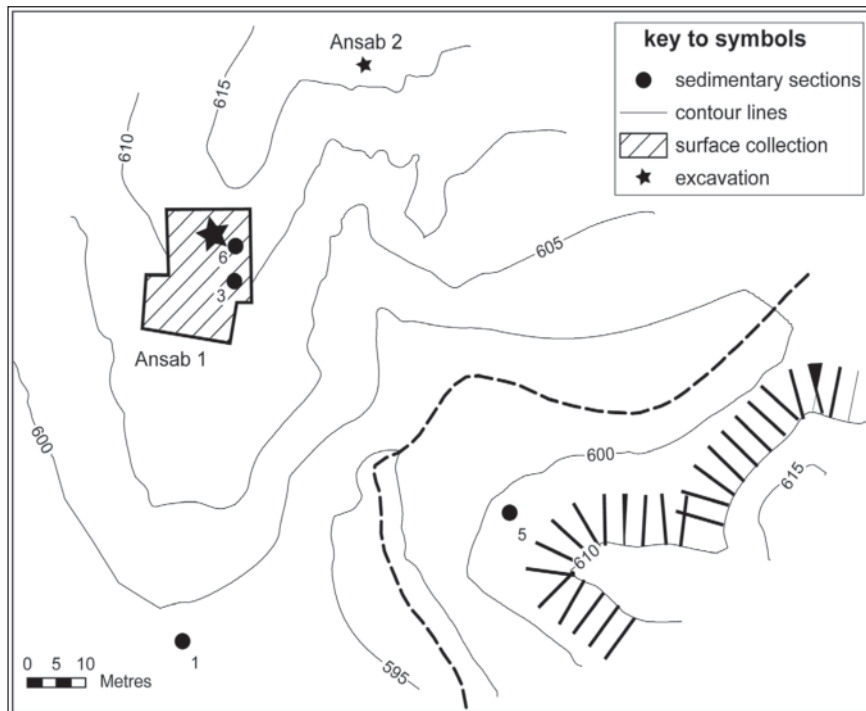 Ansab 2
key to symbols
sedimentary sections
contour lines
surface collection
excavation
615
610
6
3
605
Ansab 1
600
600
615
5
610
1
595
0 5 10
Metres